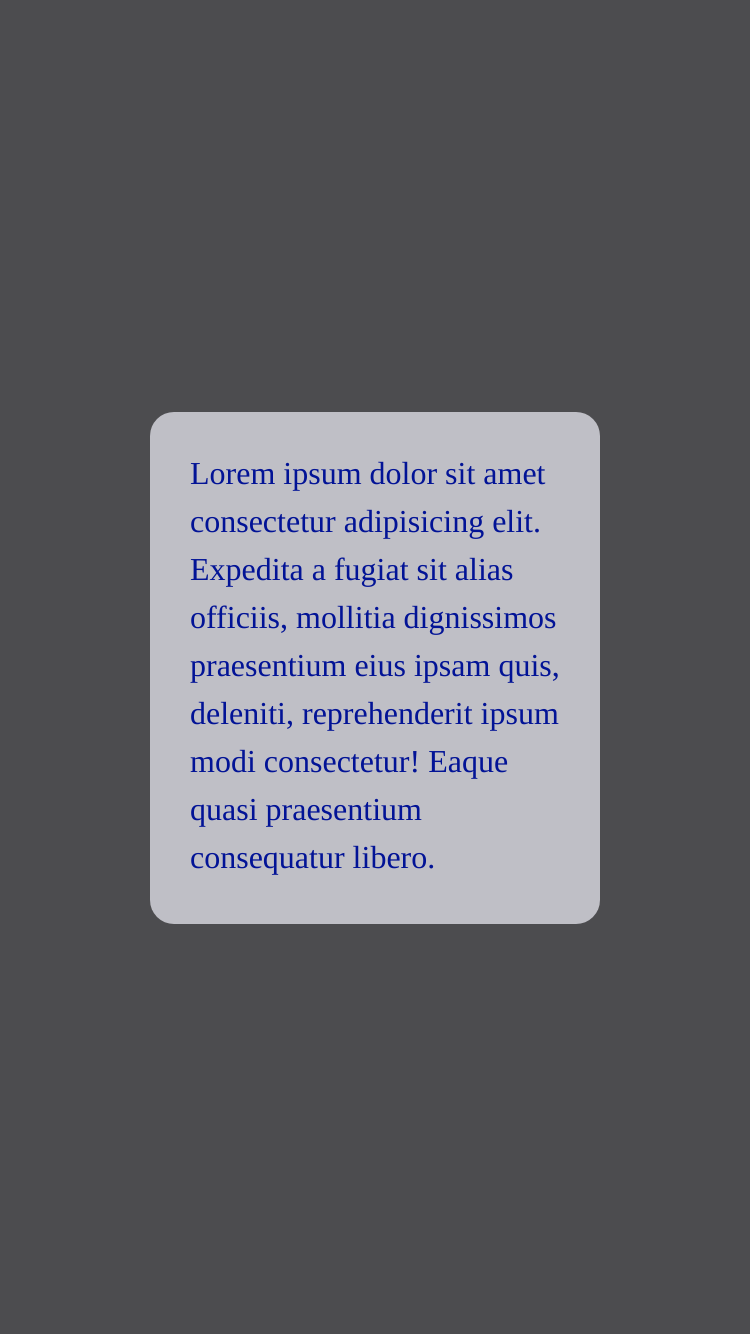 Lorem ipsum dolor sit amet
consectetur adipisicing elit.
Expedita a fugiat sit alias
officiis, mollitia dignissimos
praesentium eius ipsam quis,
deleniti, reprehenderit ipsum
modi consectetur! Eaque
quasi praesentium
consequatur libero.